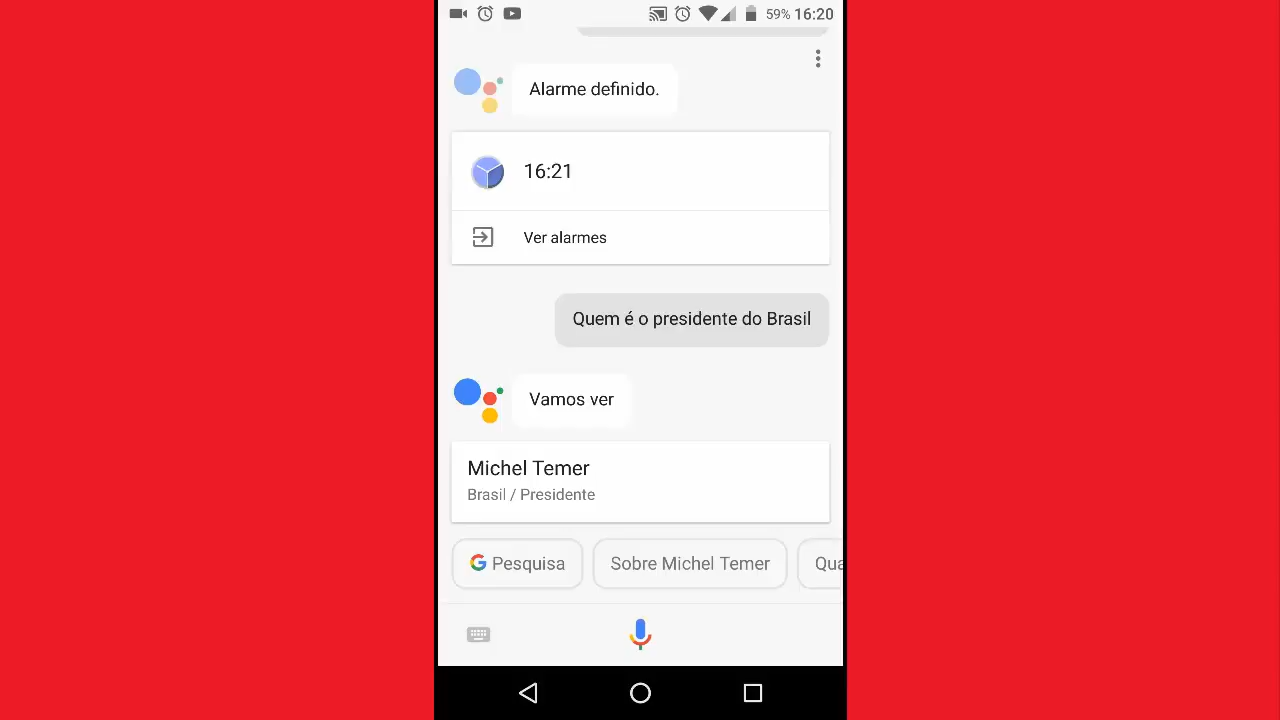 59% 16:20
Alarme definido.
16:21
Ver alarmes
Quem é o presidente do Brasil
Vamos ver
Michel Temer
Brasil / Presidente
G Pesquisa
Sobre Michel Temer
Qua